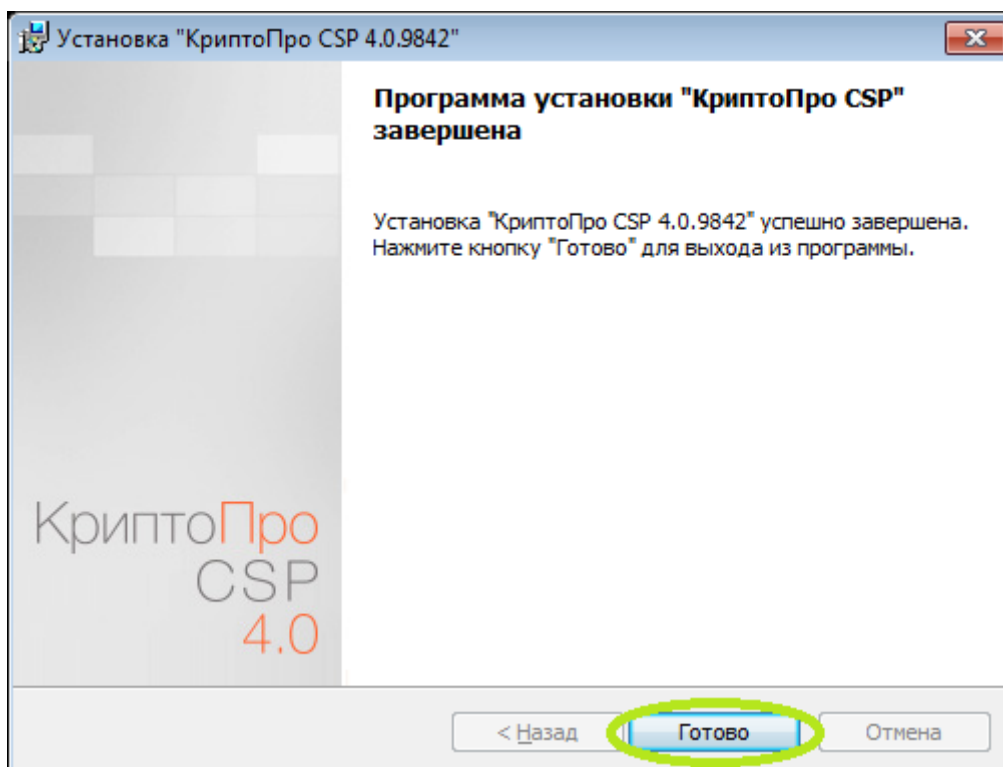 Установка "КриптоПро CSP 4.0.9842"
Программа установки "КриптоПро CSP"
завершена
Установка "КриптоПро CSP 4.0.9842" успешно завершена.
Нажмите кнопку "Готово" для выхода из программы.
КриптоПро
CSP
4.0
< Назад
Готово
Отмена